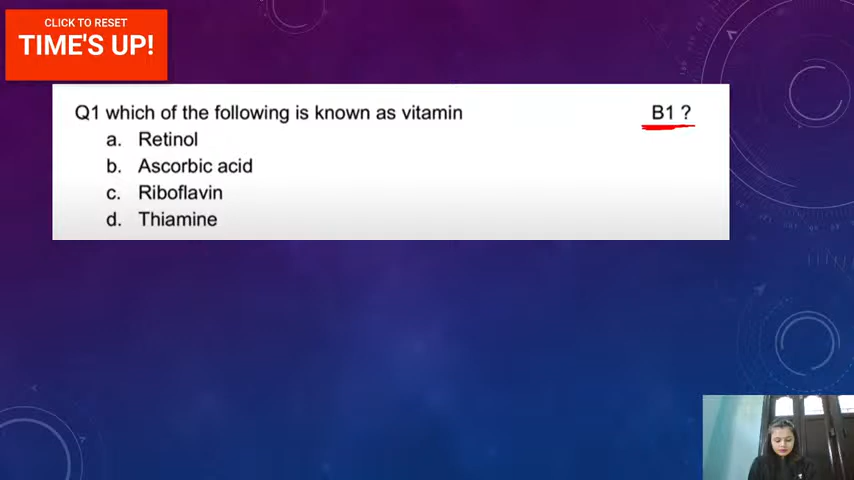 CLICK TO RESET
TIME'S UP!
Q1 which of the following is known as vitamin B1 ?
a. Retinol
b. Ascorbic acid
c. Riboflavin
d. Thiamine